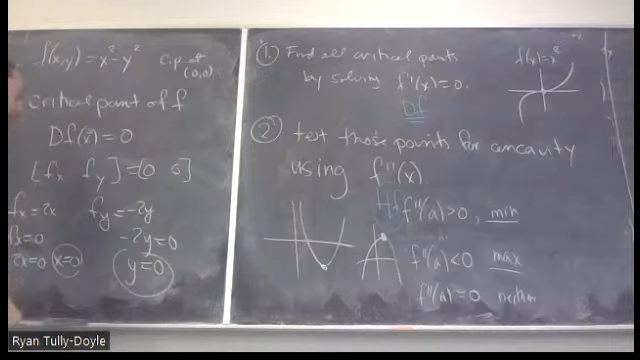 f(x,y) = x² - y²
c.p. at
(0,0)
critical point of f
Df(x̄) = 0
[fx fy] = [0 0]
fx = 2x fy = -2y
-2y = 0
2x=0 x=0
y=0
1. Find all critical points
by solving f'(x) = 0.
Df
2 test those points for concavity
using f''(x).
Hf f''(a) > 0, min
f''(a) < 0 max
f''(a) = 0 neither
Ryan Tully-Doyle